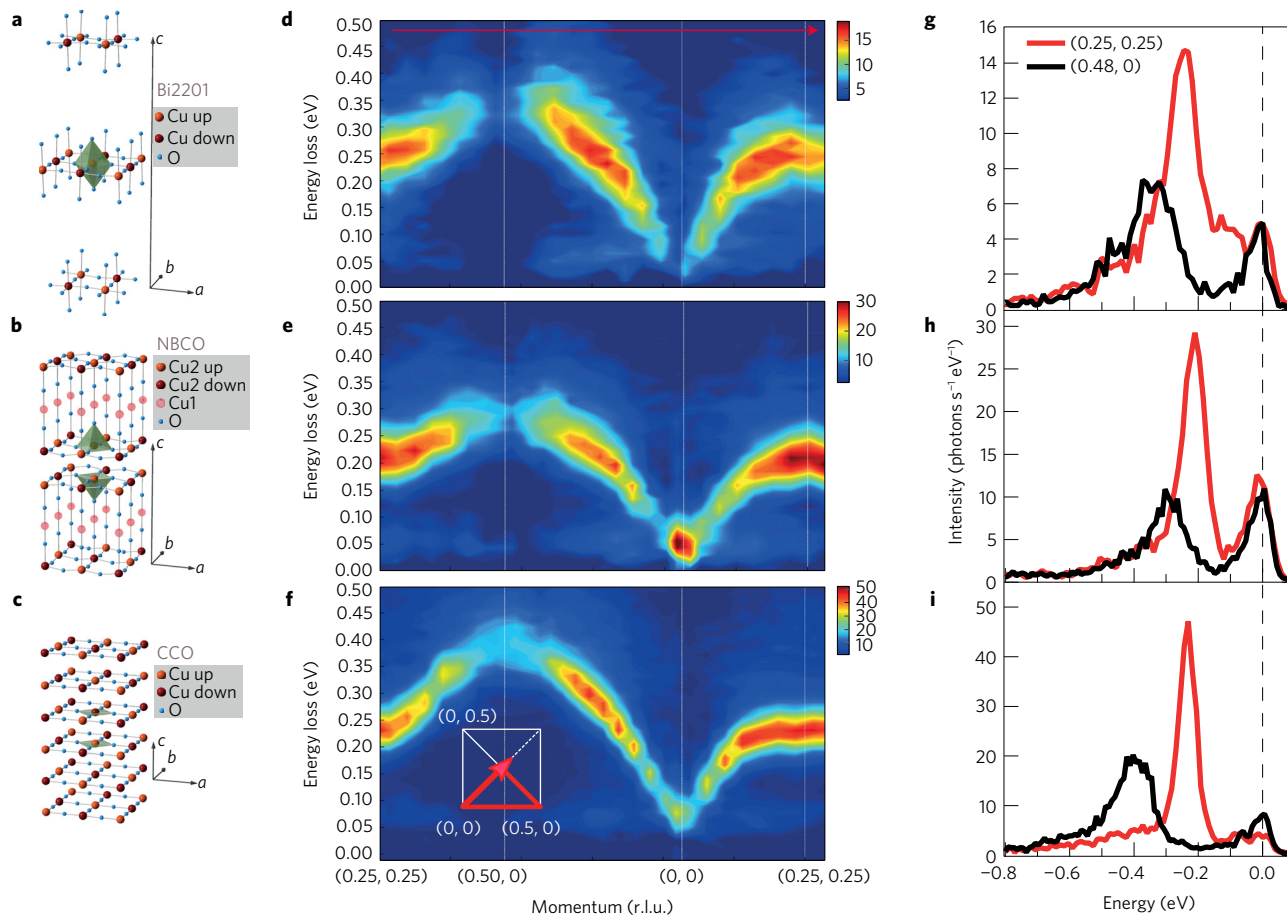 a
c
Bi2201
Cu up
Cu down
O
b
a
b
NBCO
Cu2 up
Cu2 down
Cu1
O
c
b
a
c
CCO
Cu up
Cu down
O
c
b
a
d
Energy loss (eV)
0.50
0.45
0.40
0.35
0.30
0.25
0.20
0.15
0.10
0.05
0.00
15
10
5
e
Energy loss (eV)
0.50
0.45
0.40
0.35
0.30
0.25
0.20
0.15
0.10
0.05
0.00
30
20
10
f
Energy loss (eV)
0.50
0.45
0.40
0.35
0.30
0.25
0.20
0.15
0.10
0.05
0.00
50
40
30
20
10
(0, 0.5)
(0, 0)
(0.5, 0)
(0.25, 0.25)
(0.50, 0)
(0, 0)
(0.25, 0.25)
Momentum (r.l.u.)
g
16
14
12
10
8
6
4
2
0
(0.25, 0.25)
(0.48, 0)
h
Intensity (photons s⁻¹ eV⁻¹)
30
25
20
15
10
5
0
i
50
40
30
20
10
0
−0.8
−0.6
−0.4
−0.2
0.0
Energy (eV)